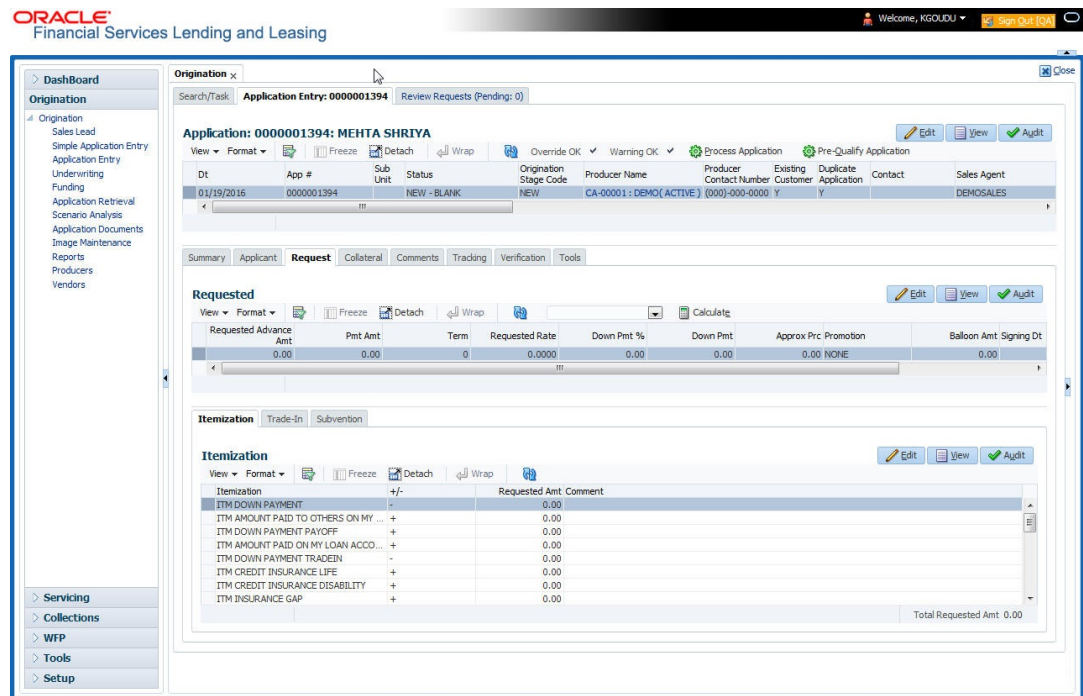 ORACLE
Financial Services Lending and Leasing
Welcome, KGOUDU
Sign Out [QA]
Close
DashBoard
Origination
Origination
Sales Lead
Simple Application Entry
Application Entry
Underwriting
Funding
Application Retrieval
Scenario Analysis
Application Documents
Image Maintenance
Reports
Producers
Vendors
Servicing
Collections
WFP
Tools
Setup
Origination x
Search/Task Application Entry: 0000001394 Review Requests (Pending: 0)
Application: 0000001394: MEHTA SHRIYA Edit View Audit
View Format Freeze Detach Wrap Override OK Warning OK Process Application Pre-Qualify Application
Dt App # Sub Unit Status Origination Stage Code Producer Name Producer Contact Number Existing Customer Duplicate Application Contact Sales Agent
01/19/2016 0000001394 NEW - BLANK NEW CA-00001 : DEMO( ACTIVE ) (000)-000-0000 Y Y DEMOSALES
Summary Applicant Request Collateral Comments Tracking Verification Tools
Requested Edit View Audit
View Format Freeze Detach Wrap Calculate
Requested Advance Amt Pmt Amt Term Requested Rate Down Pmt % Down Pmt Approx Prc Promotion Balloon Amt Signing Dt
0.00 0.00 0 0.0000 0.00 0.00 0.00 NONE 0.00
Itemization Trade-In Subvention
Itemization Edit View Audit
View Format Freeze Detach Wrap
Itemization +/- Requested Amt Comment
ITM DOWN PAYMENT - 0.00
ITM AMOUNT PAID TO OTHERS ON MY ... + 0.00
ITM DOWN PAYMENT PAYOFF + 0.00
ITM AMOUNT PAID ON MY LOAN ACCO... + 0.00
ITM DOWN PAYMENT TRADEIN - 0.00
ITM CREDIT INSURANCE LIFE + 0.00
ITM CREDIT INSURANCE DISABILITY + 0.00
ITM INSURANCE GAP + 0.00
Total Requested Amt 0.00